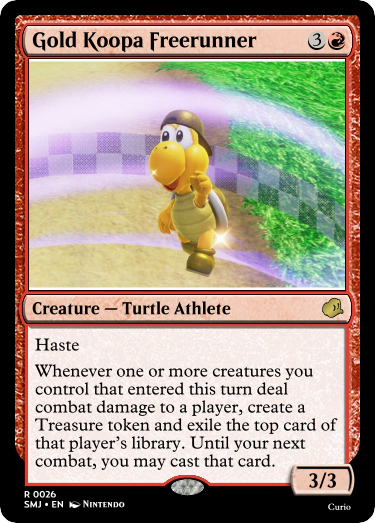 Gold Koopa Freerunner 3
Creature — Turtle Athlete
Haste
Whenever one or more creatures you
control that entered this turn deal
combat damage to a player, create a
Treasure token and exile the top card of
that player's library. Until your next
combat, you may cast that card.
3/3
R 0026
SMJ • EN Nintendo
Curio